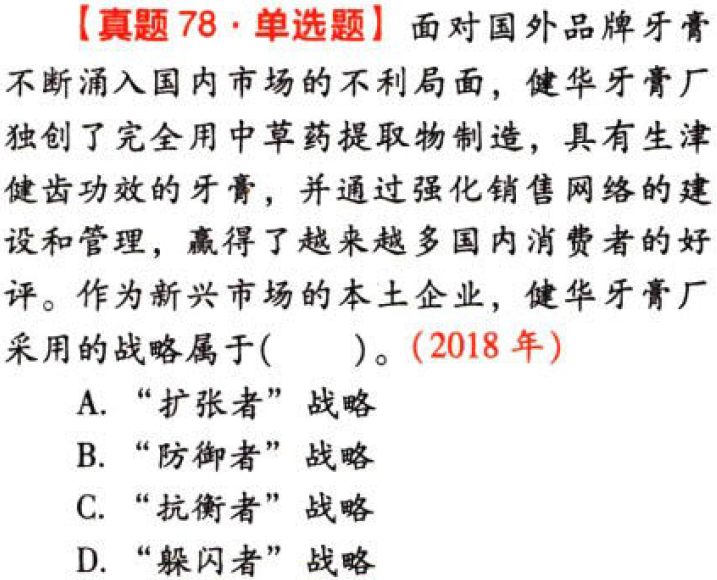 【真题 78·单选题】面对国外品牌牙膏
不断涌入国内市场的不利局面，健华牙膏厂
独创了完全用中草药提取物制造，具有生津
健齿功效的牙膏，并通过强化销售网络的建
设和管理，赢得了越来越多国内消费者的好
评。作为新兴市场的本土企业，健华牙膏厂
采用的战略属于(　　)。(2018 年)
A. “扩张者”战略
B. “防御者”战略
C. “抗衡者”战略
D. “躲闪者”战略